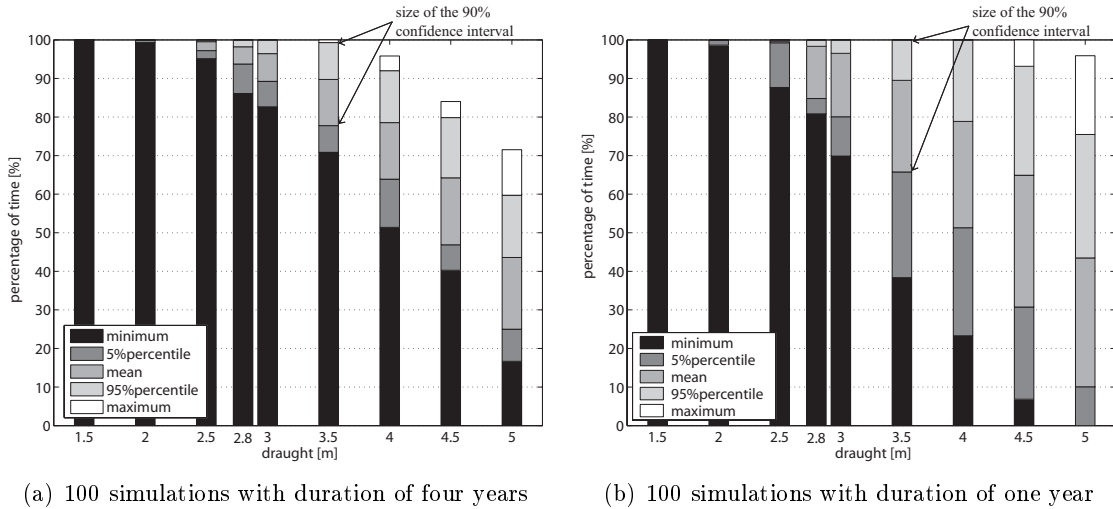 size of the 90%
confidence interval
100
90
80
70
60
50
40
30
20
10
0
percentage of time [%]
minimum
5%percentile
mean
95%percentile
maximum
1.5 2 2.5 2.8 3 3.5 4 4.5 5
draught [m]
(a) 100 simulations with duration of four years
size of the 90%
confidence interval
100
90
80
70
60
50
40
30
20
10
0
percentage of time [%]
minimum
5%percentile
mean
95%percentile
maximum
1.5 2 2.5 2.8 3 3.5 4 4.5 5
draught [m]
(b) 100 simulations with duration of one year